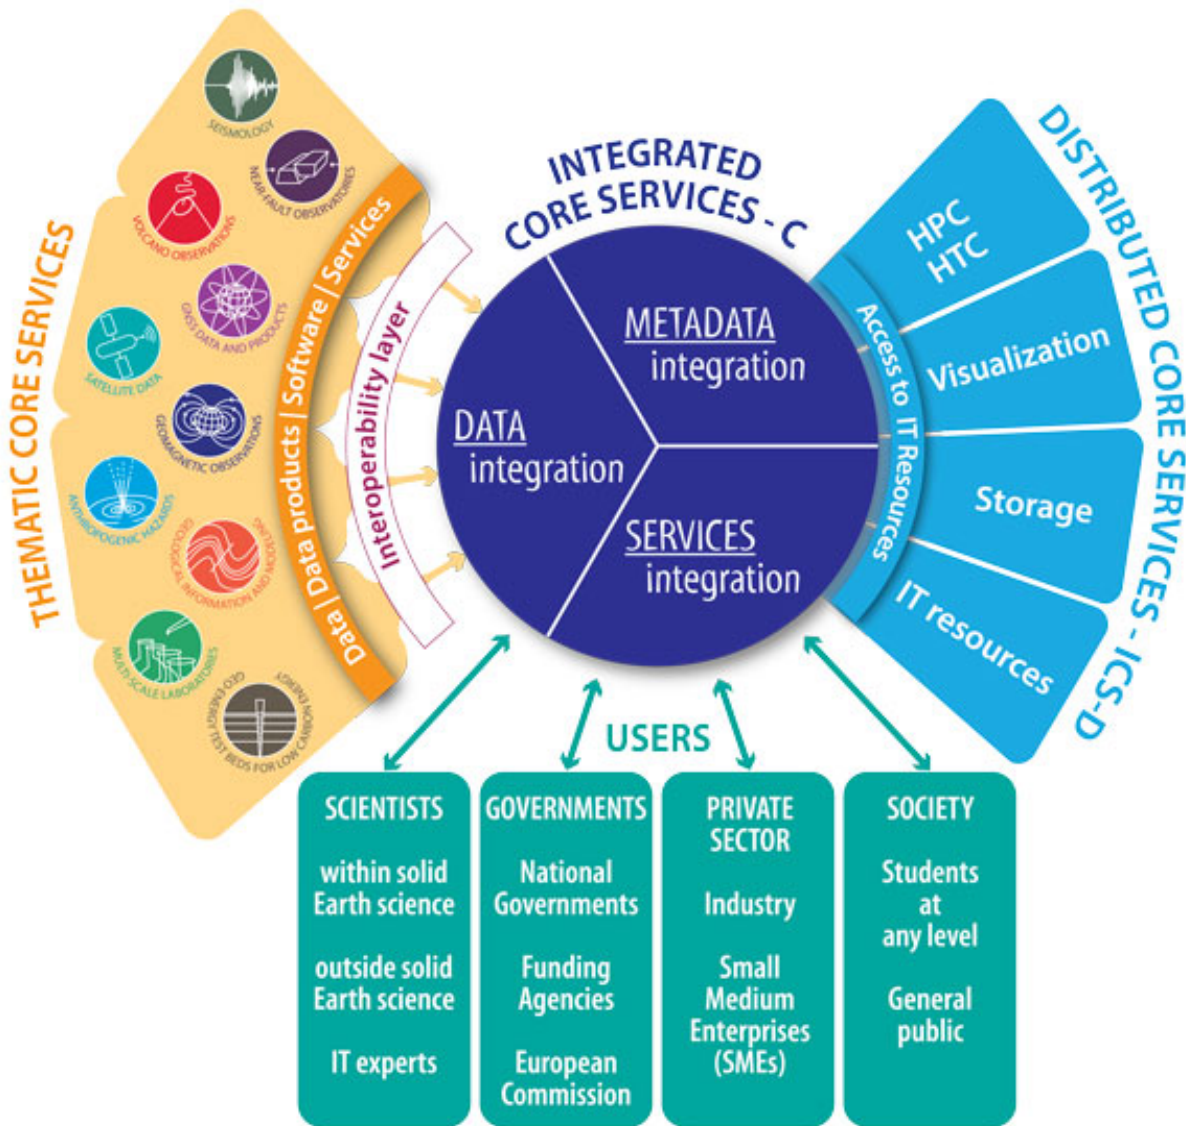 THEMATIC CORE SERVICES
SEISMOLOGY
NEAR-FAULT OBSERVATORIES
VOLCANO OBSERVATIONS
GNSS DATA AND PRODUCTS
SATELLITE DATA
GEOMAGNETIC OBSERVATIONS
ANTHROPOGENIC HAZARDS
GEOLOGICAL INFORMATION AND MODELING
MULTI-SCALE LABORATORIES
GEO-ENERGY TEST BEDS FOR LOW CARBON ENERGY
Data | Data products | Software | Services
Interoperability layer
INTEGRATED
CORE SERVICES - C
METADATA
integration
DATA
integration
SERVICES
integration
Access to IT Resources
HPC
HTC
Visualization
Storage
IT resources
DISTRIBUTED CORE SERVICES - ICS-D
USERS
SCIENTISTS
within solid
Earth science
outside solid
Earth science
IT experts
GOVERNMENTS
National
Governments
Funding
Agencies
European
Commission
PRIVATE
SECTOR
Industry
Small
Medium
Enterprises
(SMEs)
SOCIETY
Students
at
any level
General
public